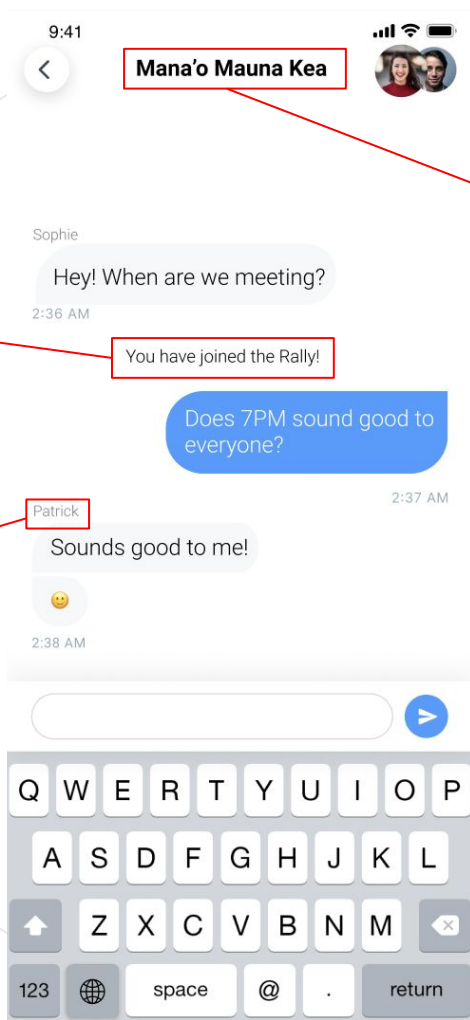 9:41
Mana’o Mauna Kea
Sophie
Hey! When are we meeting?
2:36 AM
You have joined the Rally!
Does 7PM sound good to
everyone?
2:37 AM
Patrick
Sounds good to me!
🙂
2:38 AM
Q W E R T Y U I O P
A S D F G H J K L
Z X C V B N M
123 space @ . return